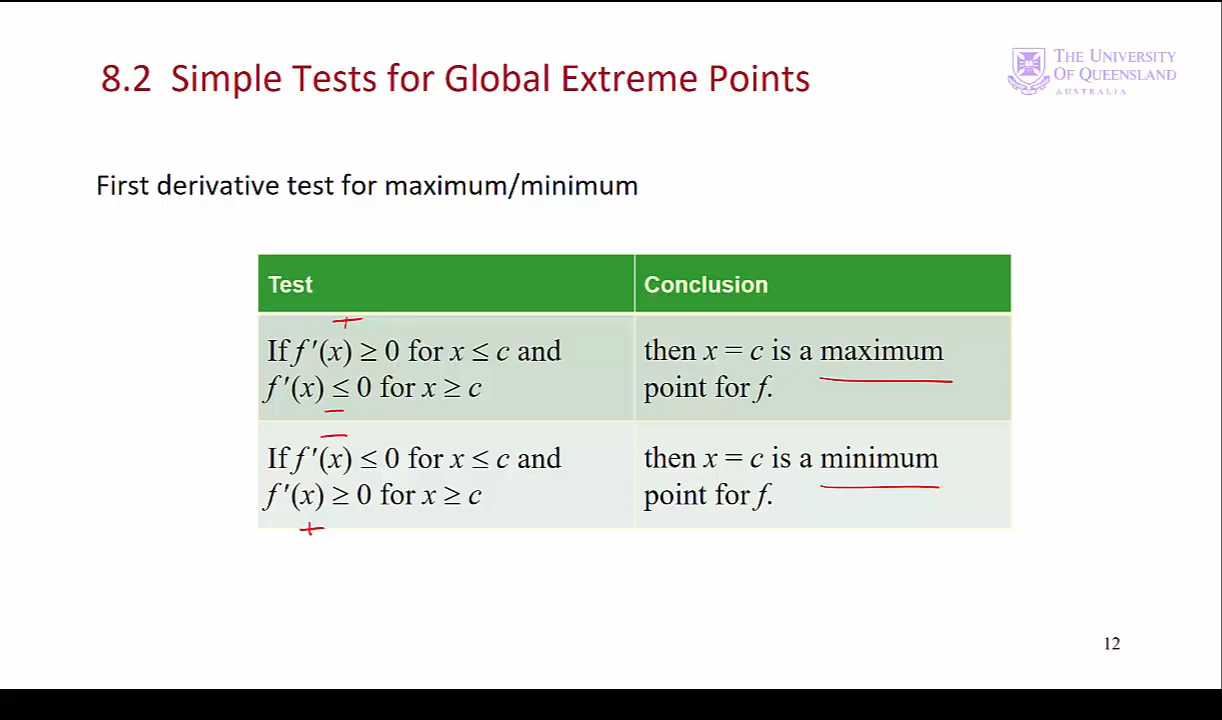 8.2 Simple Tests for Global Extreme Points
THE UNIVERSITY
OF QUEENSLAND
AUSTRALIA
First derivative test for maximum/minimum
Test
Conclusion
+
If f ′(x) ≥ 0 for x ≤ c and
f ′(x) ≤ 0 for x ≥ c
−
then x = c is a maximum
point for f.
−
If f ′(x) ≤ 0 for x ≤ c and
f ′(x) ≥ 0 for x ≥ c
+
then x = c is a minimum
point for f.
12